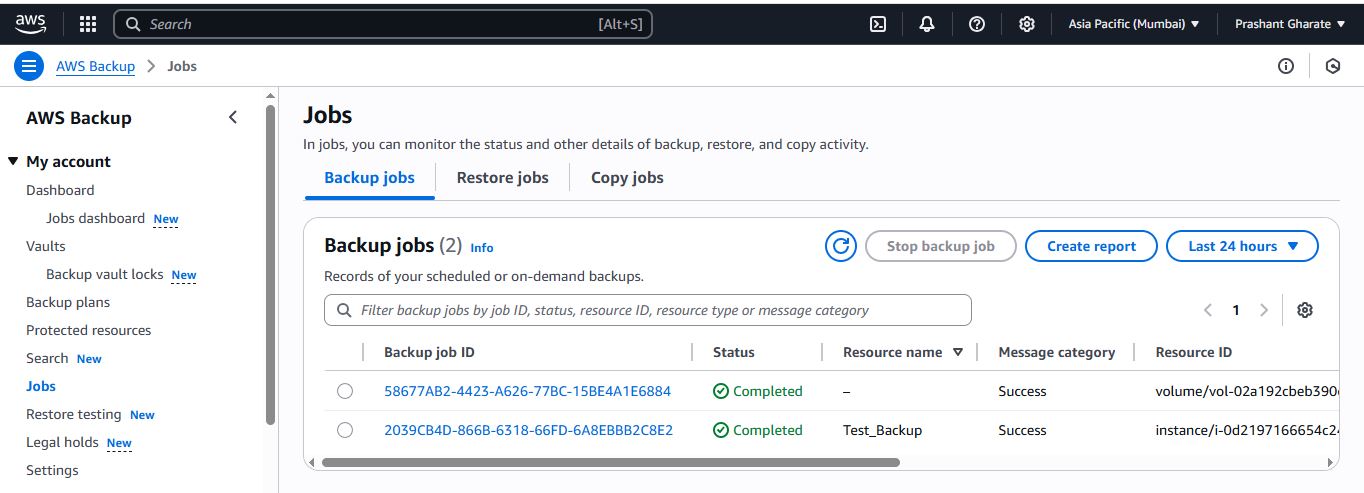 aws Search [Alt+S] Asia Pacific (Mumbai) Prashant Gharate
AWS Backup Jobs
AWS Backup
My account
Dashboard
Jobs dashboard New
Vaults
Backup vault locks New
Backup plans
Protected resources
Search New
Jobs
Restore testing New
Legal holds New
Settings
Jobs
In jobs, you can monitor the status and other details of backup, restore, and copy activity.
Backup jobs Restore jobs Copy jobs
Backup jobs (2) Info Stop backup job Create report Last 24 hours
Records of your scheduled or on-demand backups.
Filter backup jobs by job ID, status, resource ID, resource type or message category 1
Backup job ID Status Resource name Message category Resource ID
58677AB2-4423-A626-77BC-15BE4A1E6884 Completed – Success volume/vol-02a192cbeb390
2039CB4D-866B-6318-66FD-6A8EBBB2C8E2 Completed Test_Backup Success instance/i-0d2197166654c2